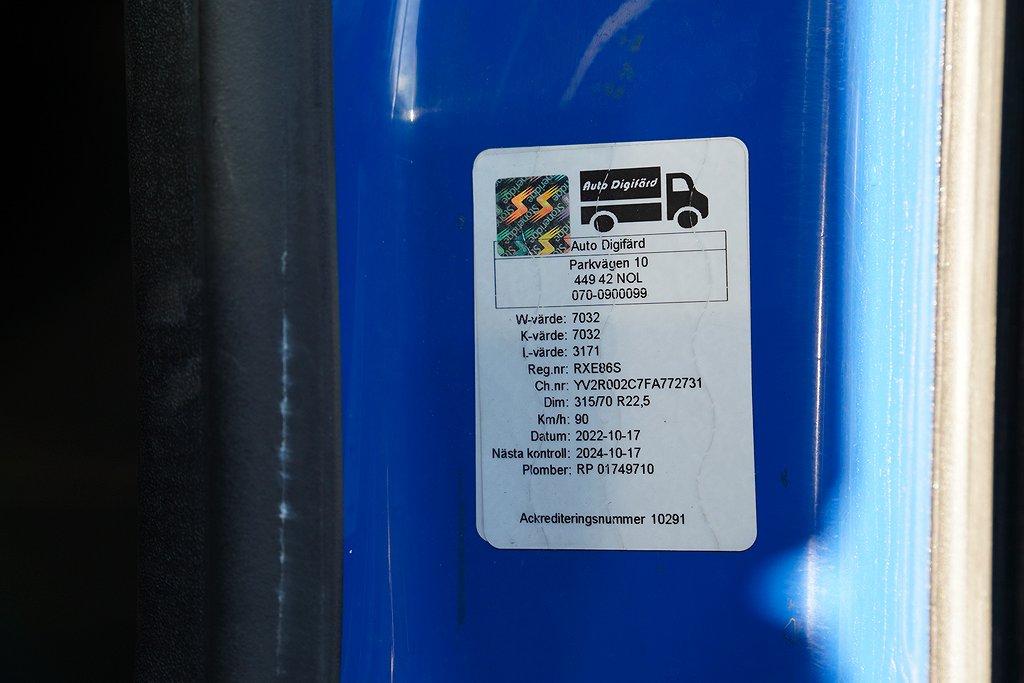 Auto Digifärd
Stoneridge
Auto Digifärd
Parkvägen 10
449 42 NOL
070-0900099
W-värde: 7032
K-värde: 7032
L-värde: 3171
Reg.nr: RXE86S
Ch.nr: YV2R002C7FA772731
Dim: 315/70 R22,5
Km/h: 90
Datum: 2022-10-17
Nästa kontroll: 2024-10-17
Plomber: RP 01749710
Ackrediteringsnummer 10291